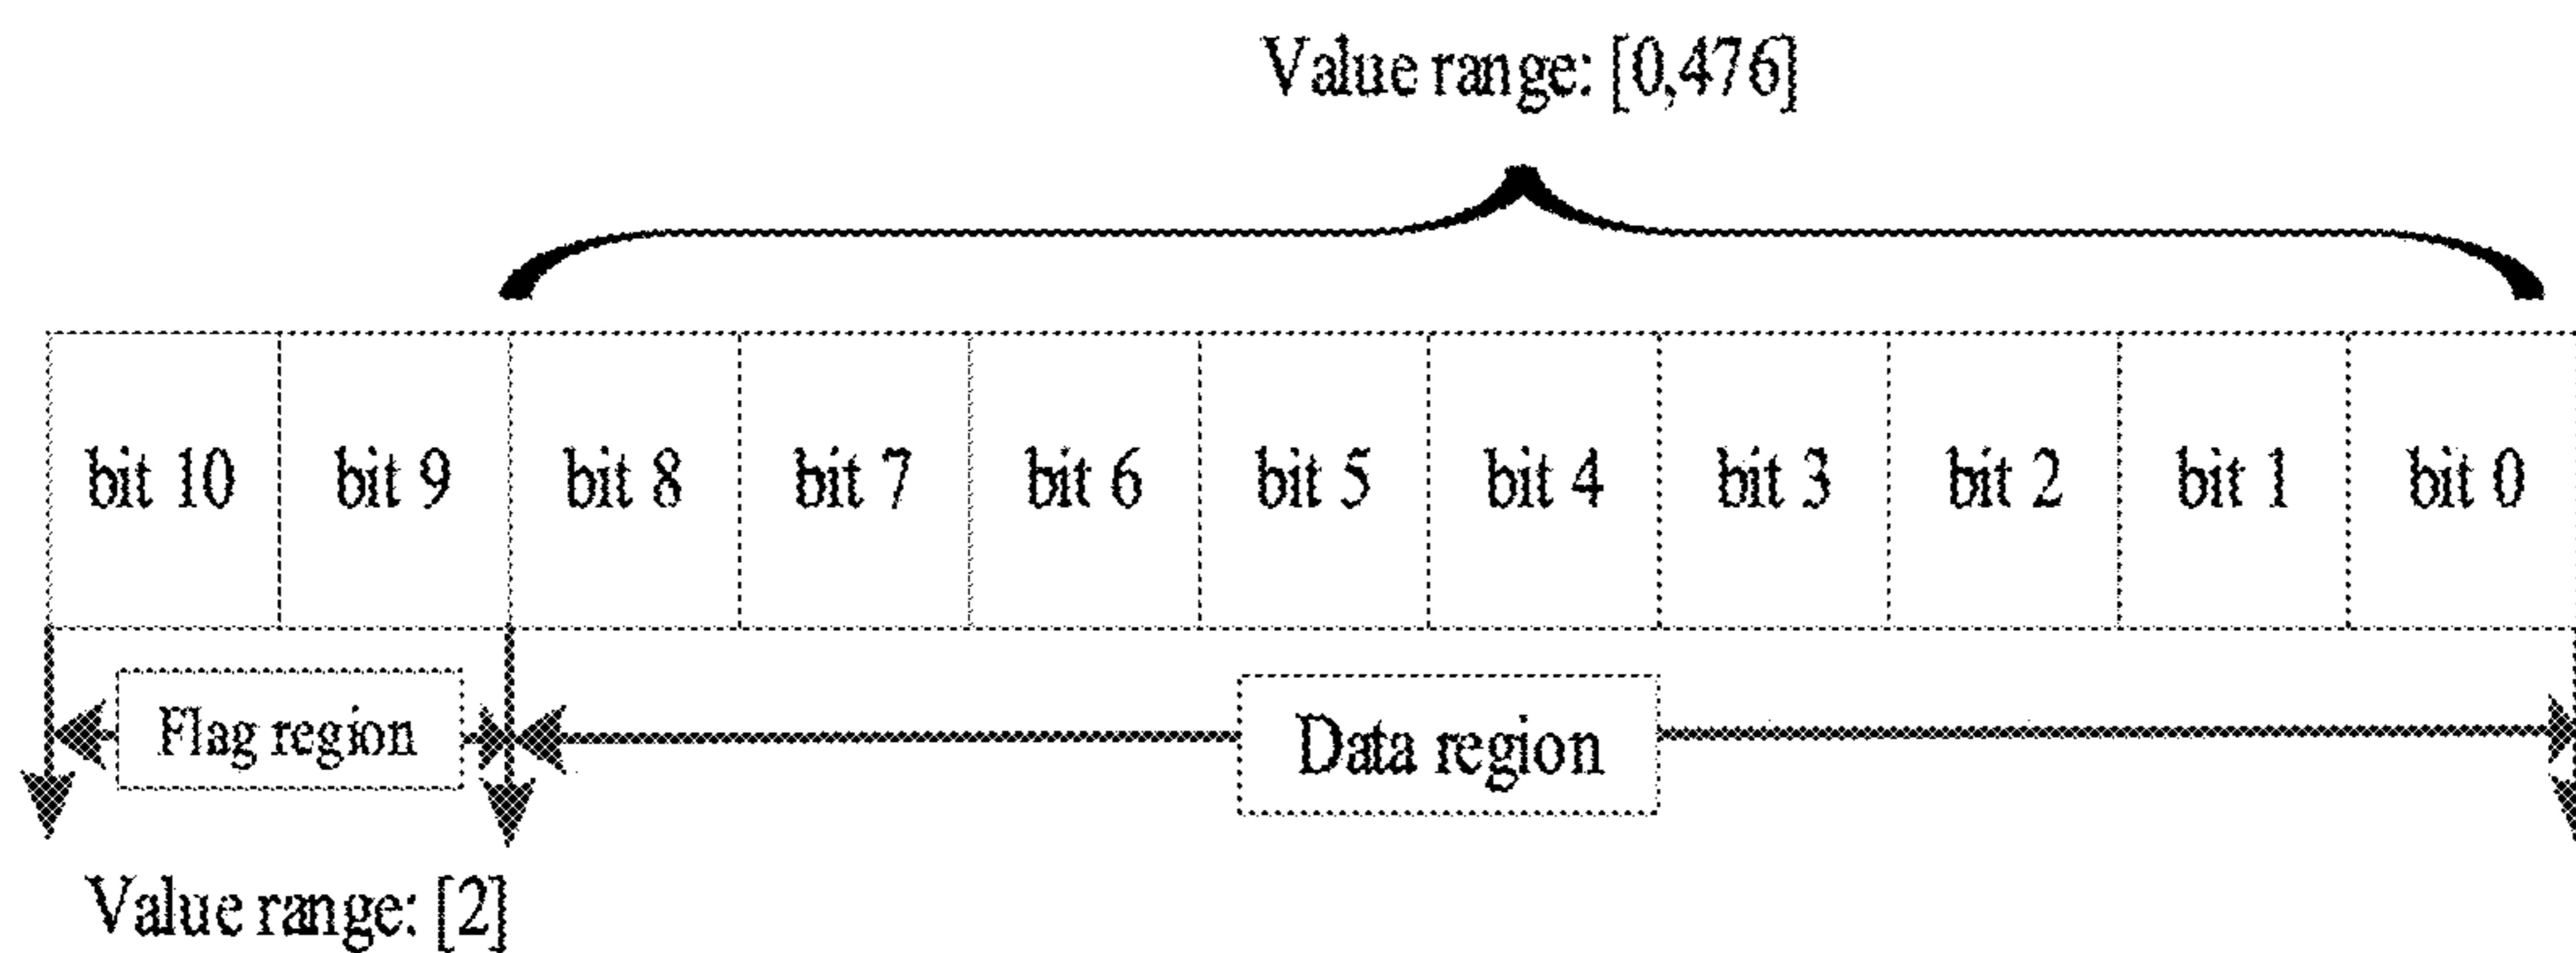 Value range: [0,476]
bit 10 bit 9 bit 8 bit 7 bit 6 bit 5 bit 4 bit 3 bit 2 bit 1 bit 0
Flag region Data region
Value range: [2]